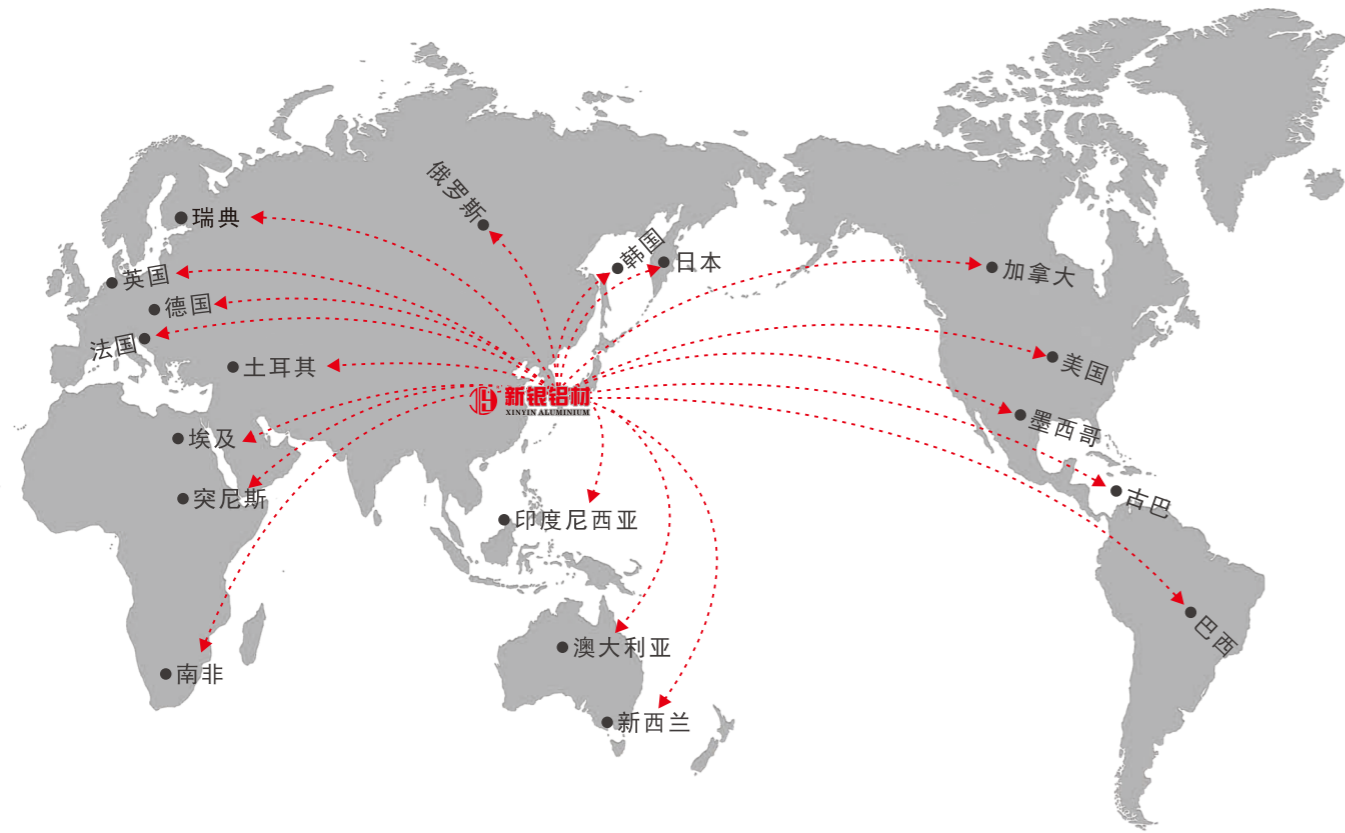 俄罗斯
瑞典
韩国
日本
英国
加拿大
德国
法国
土耳其
美国
新银铝材
XINYIN ALUMINIUM
墨西哥
埃及
突尼斯
古巴
印度尼西亚
巴西
澳大利亚
南非
新西兰